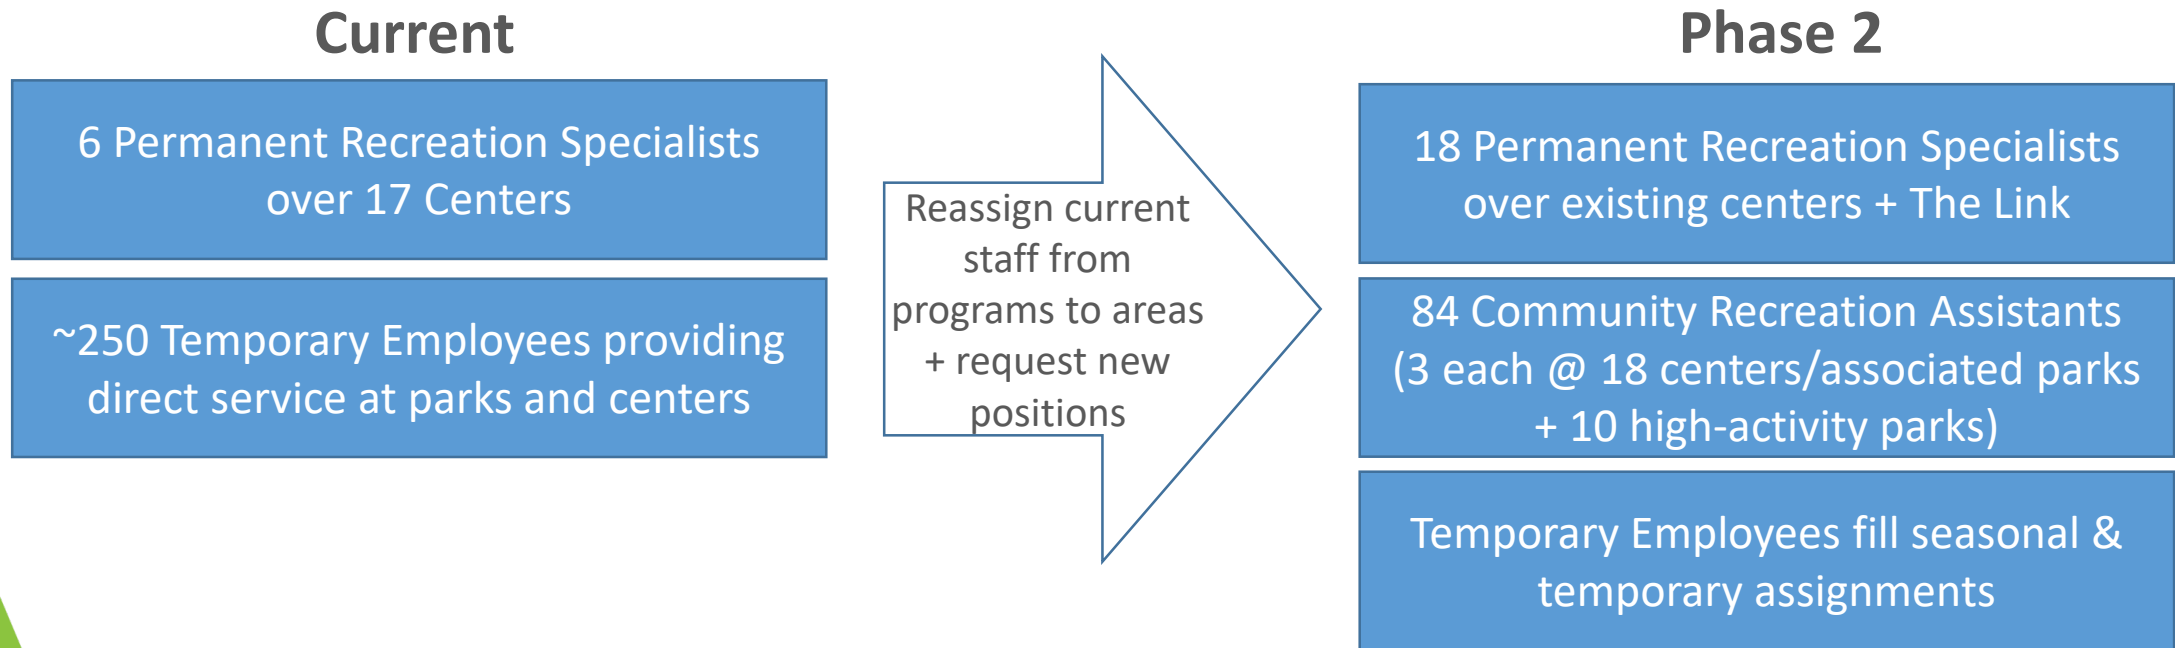 Current
6 Permanent Recreation Specialists
over 17 Centers
~250 Temporary Employees providing
direct service at parks and centers
Reassign current
staff from
programs to areas
+ request new
positions
Phase 2
18 Permanent Recreation Specialists
over existing centers + The Link
84 Community Recreation Assistants
(3 each @ 18 centers/associated parks
+ 10 high-activity parks)
Temporary Employees fill seasonal &
temporary assignments